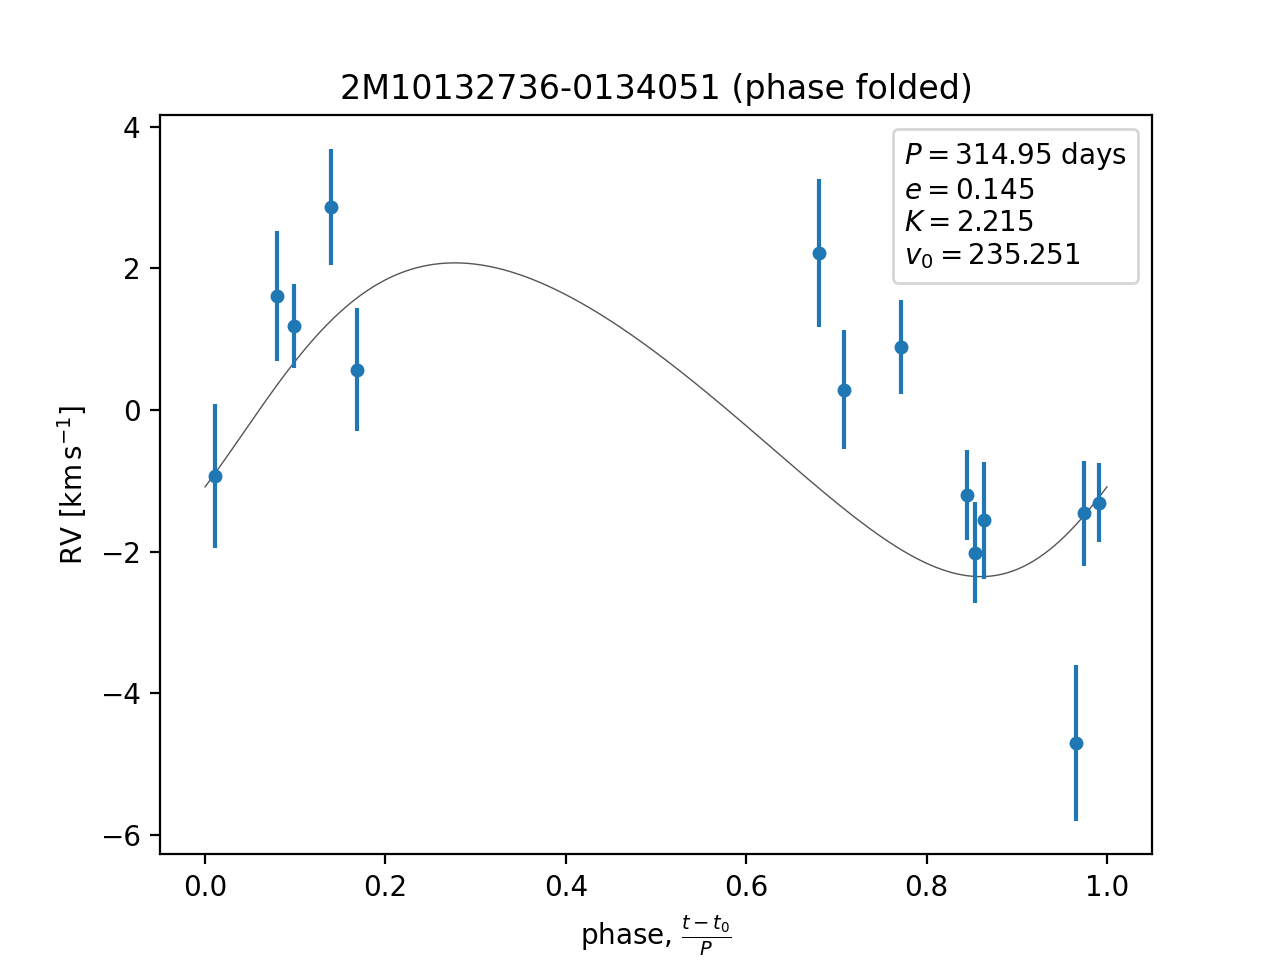 2M10132736-0134051 (phase folded)
P = 314.95 days
e = 0.145
K = 2.215
v₀ = 235.251
RV [km s⁻¹]
4
2
0
−2
−4
−6
0.0 0.2 0.4 0.6 0.8 1.0
phase, (t − t₀)/P